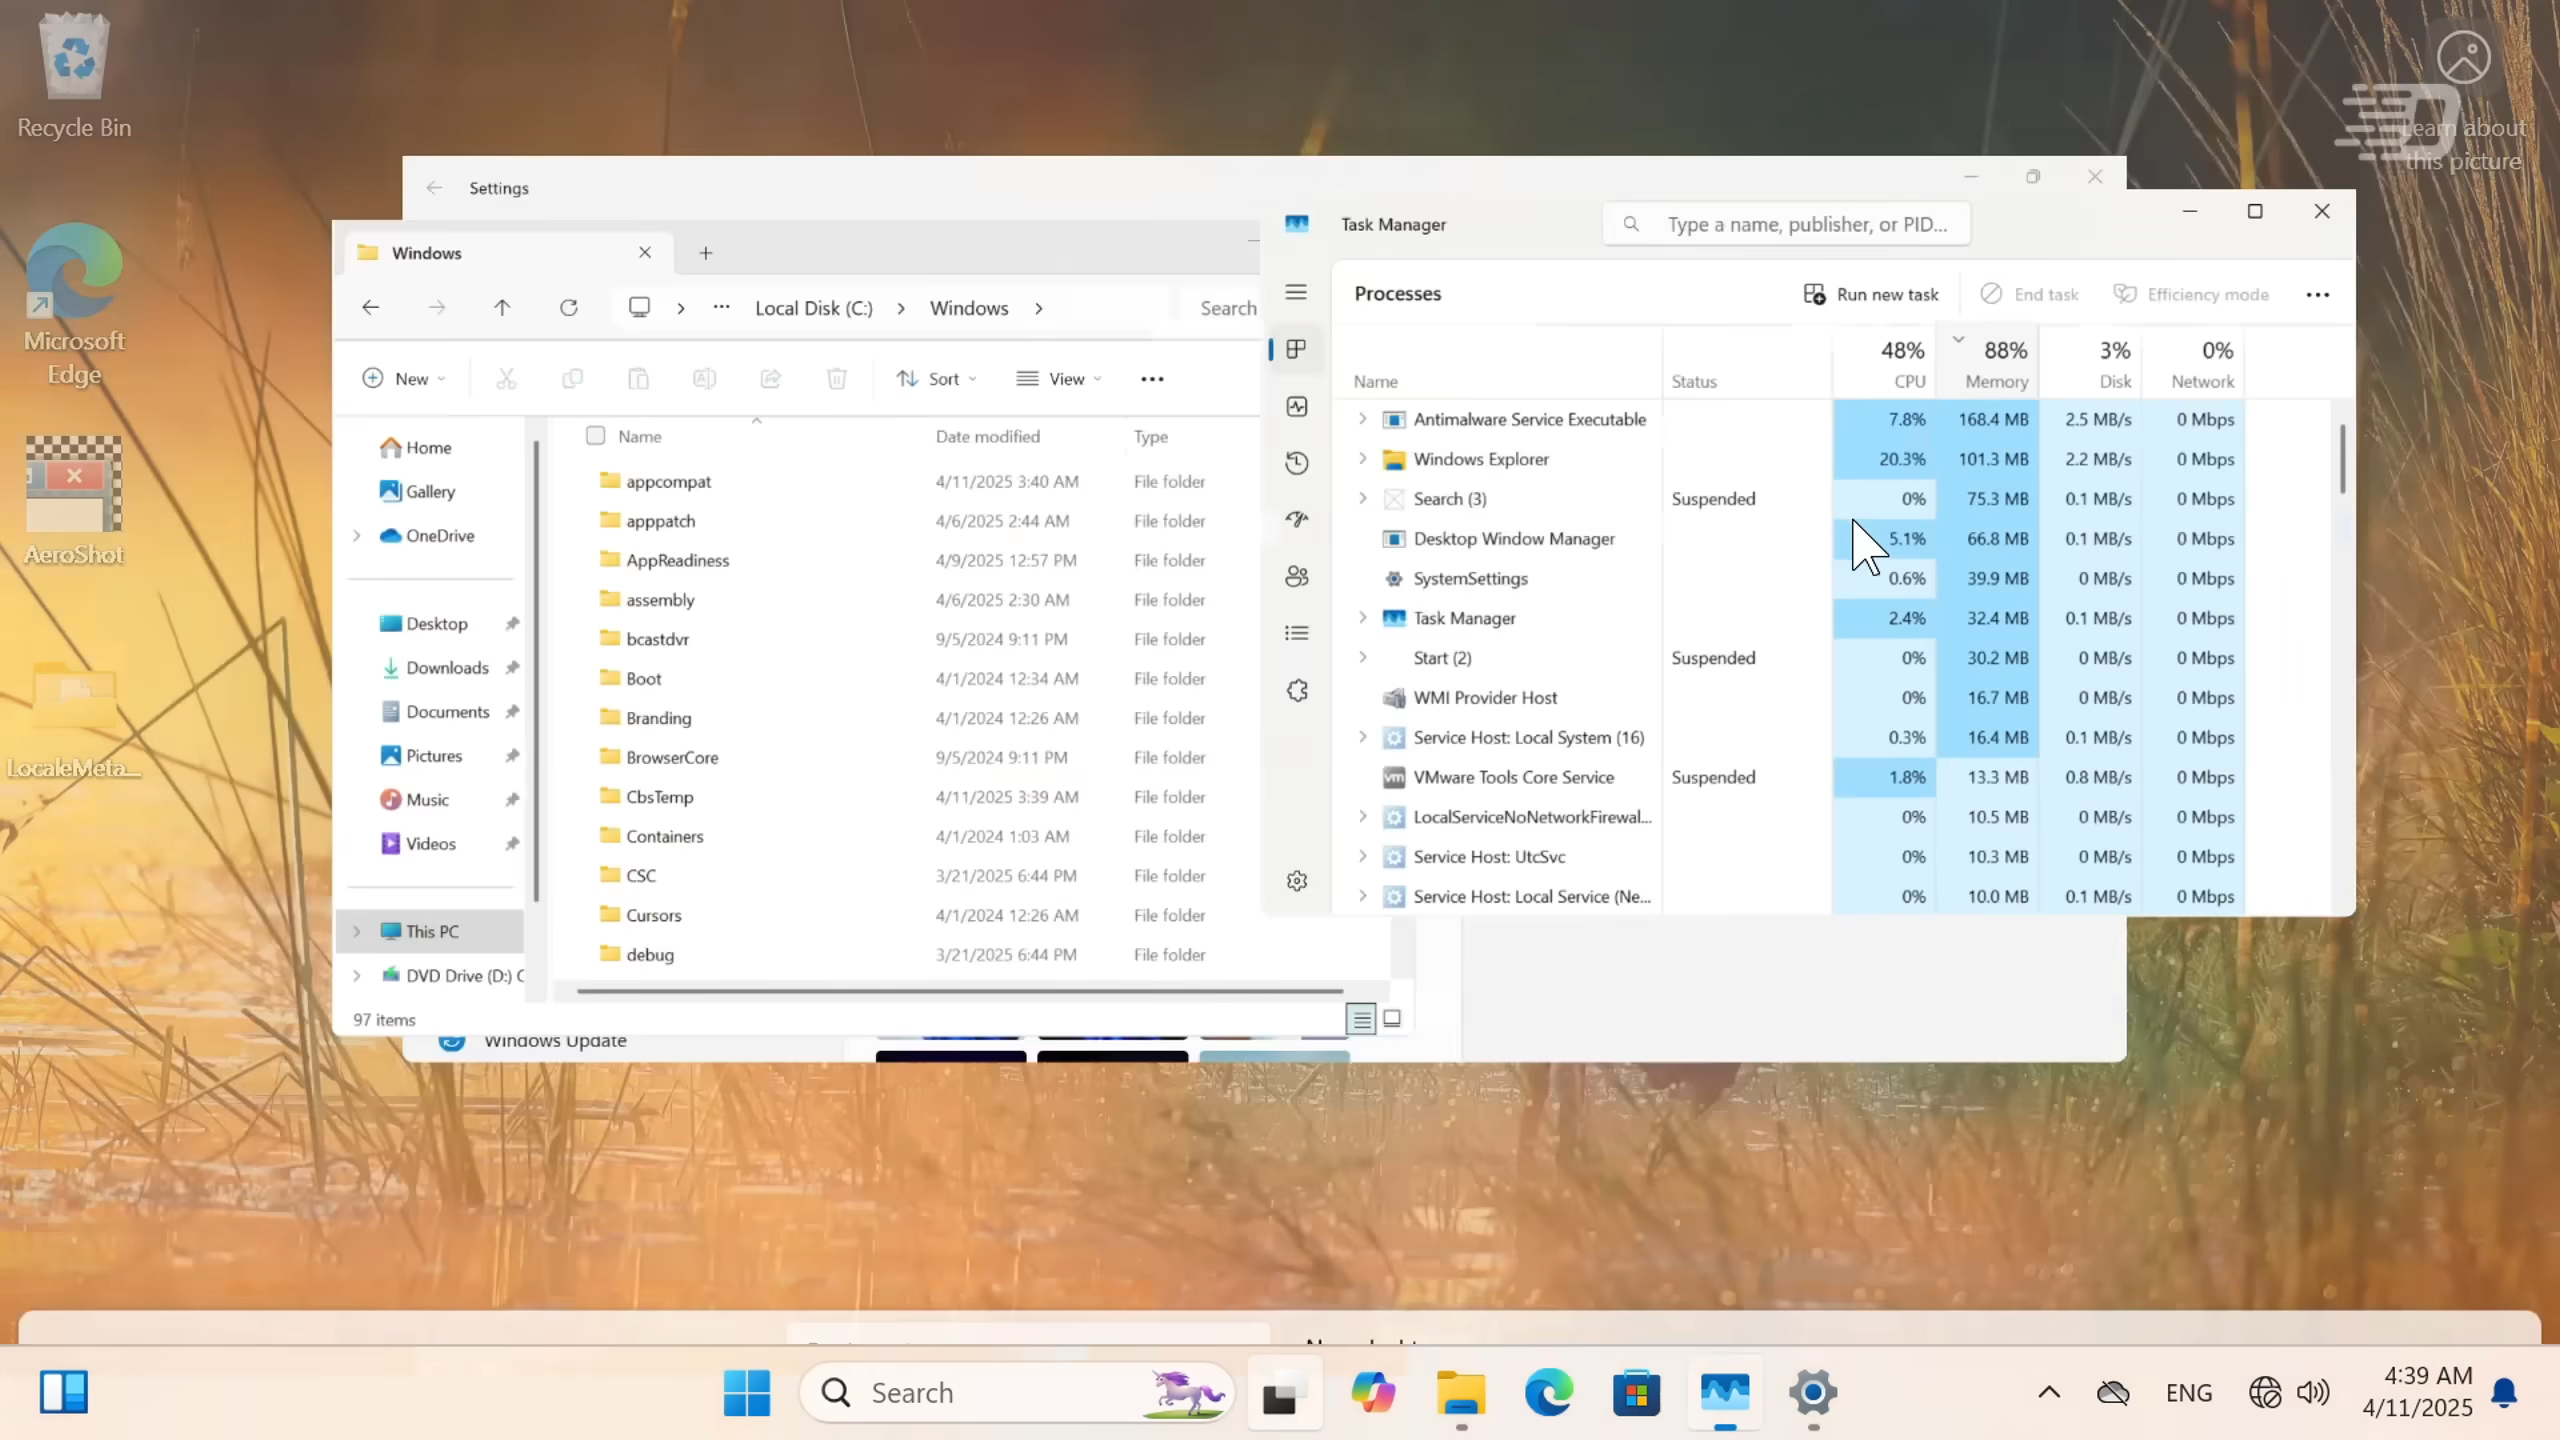 Recycle Bin
Learn about
this picture
Microsoft
Edge
AeroShot
LocaleMeta...
Settings
Windows
Local Disk (C:)
Windows
Search
New
Sort
View
Home
Gallery
OneDrive
Desktop
Downloads
Documents
Pictures
Music
Videos
This PC
DVD Drive (D:) C
Name Date modified Type
appcompat 4/11/2025 3:40 AM File folder
apppatch 4/6/2025 2:44 AM File folder
AppReadiness 4/9/2025 12:57 PM File folder
assembly 4/6/2025 2:30 AM File folder
bcastdvr 9/5/2024 9:11 PM File folder
Boot 4/1/2024 12:34 AM File folder
Branding 4/1/2024 12:26 AM File folder
BrowserCore 9/5/2024 9:11 PM File folder
CbsTemp 4/11/2025 3:39 AM File folder
Containers 4/1/2024 1:03 AM File folder
CSC 3/21/2025 6:44 PM File folder
Cursors 4/1/2024 12:26 AM File folder
debug 3/21/2025 6:44 PM File folder
97 items
Windows Update
Task Manager
Type a name, publisher, or PID...
Processes
Run new task
End task
Efficiency mode
48% 88% 3% 0%
Name Status CPU Memory Disk Network
Antimalware Service Executable 7.8% 168.4 MB 2.5 MB/s 0 Mbps
Windows Explorer 20.3% 101.3 MB 2.2 MB/s 0 Mbps
Search (3) Suspended 0% 75.3 MB 0.1 MB/s 0 Mbps
Desktop Window Manager 5.1% 66.8 MB 0.1 MB/s 0 Mbps
SystemSettings 0.6% 39.9 MB 0 MB/s 0 Mbps
Task Manager 2.4% 32.4 MB 0.1 MB/s 0 Mbps
Start (2) Suspended 0% 30.2 MB 0 MB/s 0 Mbps
WMI Provider Host 0% 16.7 MB 0 MB/s 0 Mbps
Service Host: Local System (16) 0.3% 16.4 MB 0.1 MB/s 0 Mbps
vm VMware Tools Core Service Suspended 1.8% 13.3 MB 0.8 MB/s 0 Mbps
LocalServiceNoNetworkFirewal... 0% 10.5 MB 0 MB/s 0 Mbps
Service Host: UtcSvc 0% 10.3 MB 0 MB/s 0 Mbps
Service Host: Local Service (Ne... 0% 10.0 MB 0.1 MB/s 0 Mbps
Search
ENG
4:39 AM
4/11/2025